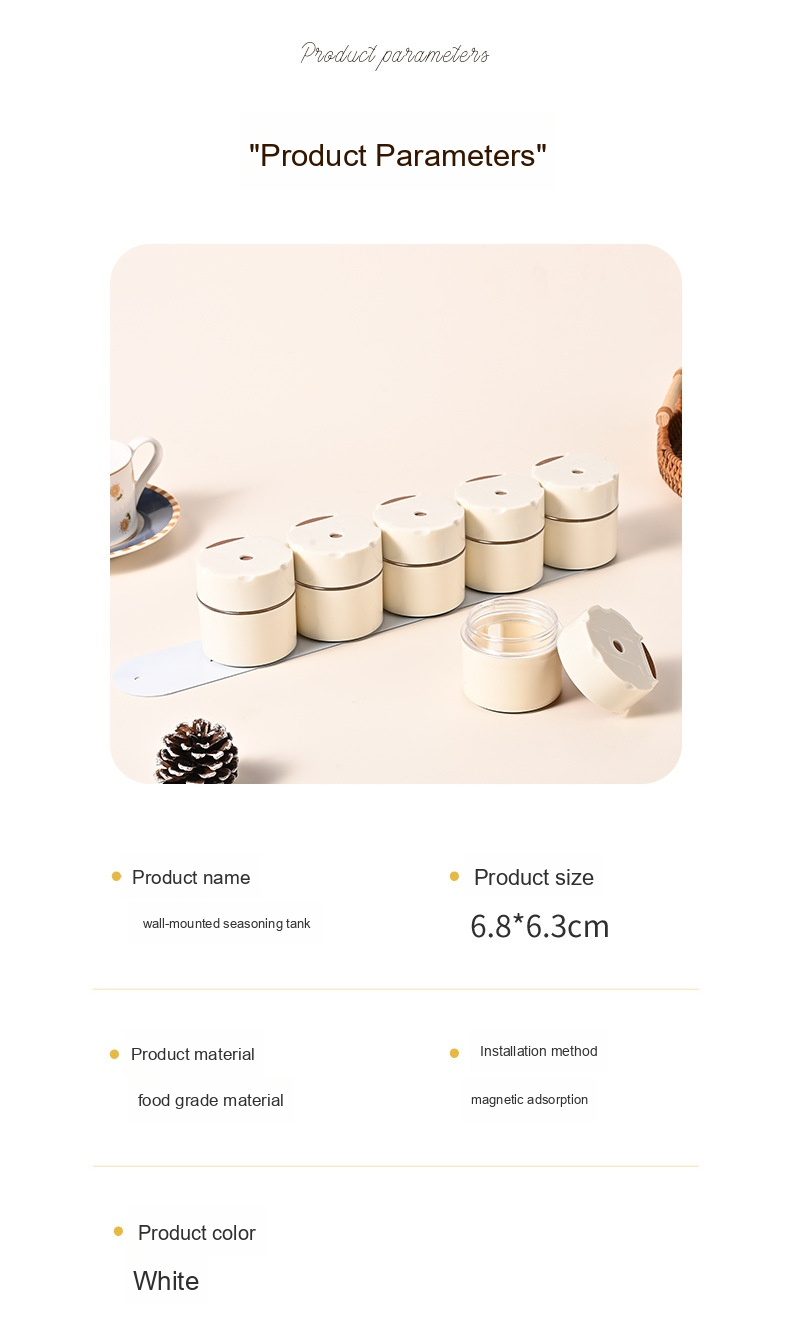 Product parameters
"Product Parameters"
Product name
wall-mounted seasoning tank
Product size
6.8*6.3cm
Product material
food grade material
Installation method
magnetic adsorption
Product color
White